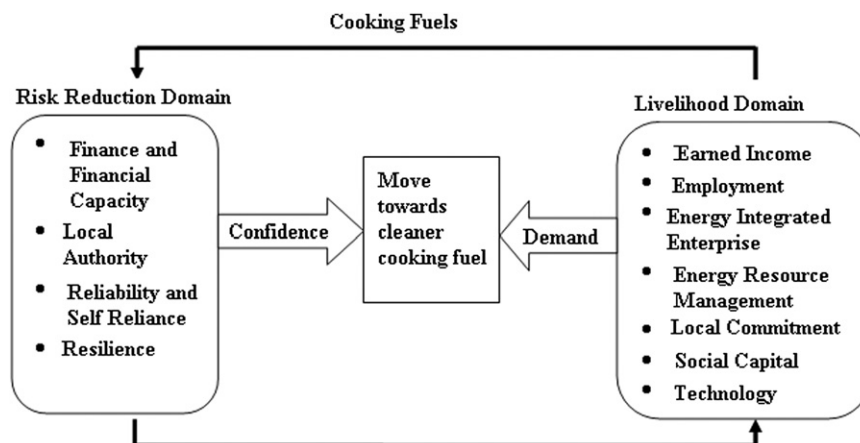 Cooking Fuels
Risk Reduction Domain
Finance and
Financial
Capacity
Local
Authority
Reliability and
Self Reliance
Resilience
Confidence
Move
towards
cleaner
cooking fuel
Demand
Livelihood Domain
Earned Income
Employment
Energy Integrated
Enterprise
Energy Resource
Management
Local Commitment
Social Capital
Technology